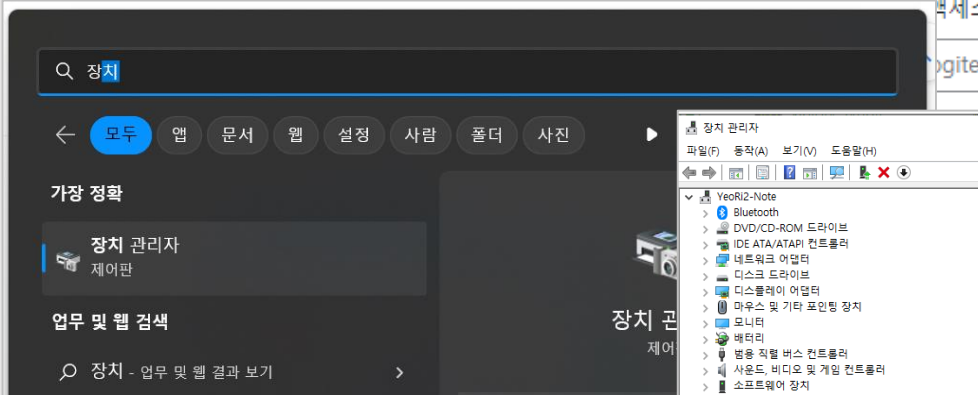 장치
모두 앱 문서 웹 설정 사람 폴더 사진
가장 정확
장치 관리자
제어판
업무 및 웹 검색
장치 - 업무 및 웹 결과 보기
장치 관
제어
장치 관리자
파일(F) 동작(A) 보기(V) 도움말(H)
YeoRi2-Note
Bluetooth
DVD/CD-ROM 드라이브
IDE ATA/ATAPI 컨트롤러
네트워크 어댑터
디스크 드라이브
디스플레이 어댑터
마우스 및 기타 포인팅 장치
모니터
배터리
범용 직렬 버스 컨트롤러
사운드, 비디오 및 게임 컨트롤러
소프트웨어 장치